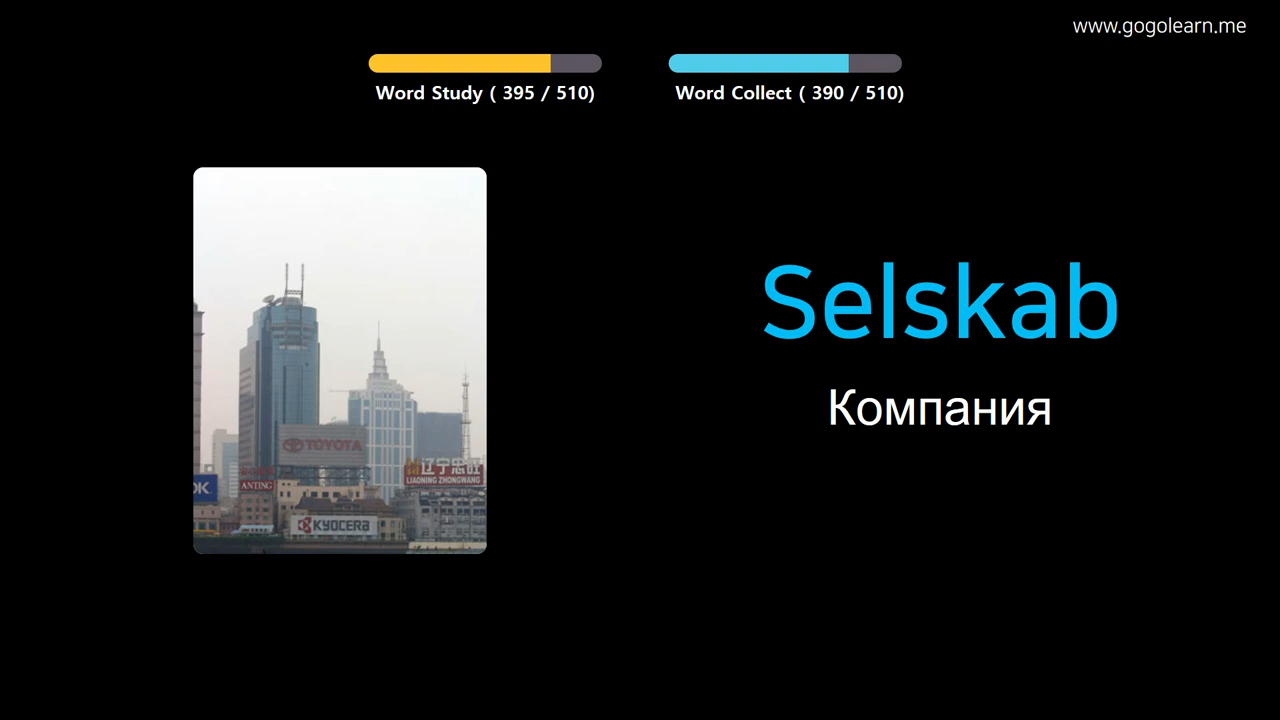 www.gogolearn.me
Word Study ( 395 / 510)
Word Collect ( 390 / 510)
Selskab
Компания
TOYOTA
辽宁忠旺
LIAONING ZHONGWANG
OK.
ANTING
KYOCERA